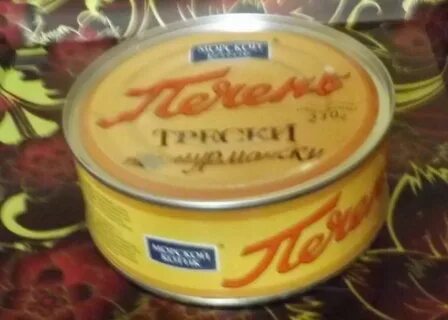 МОРСКОЙ
КОТИК
®
Печень
230г
ТРЕСКИ
по-мурмански
МОРСКОЙ
КОТИК
®
Печень